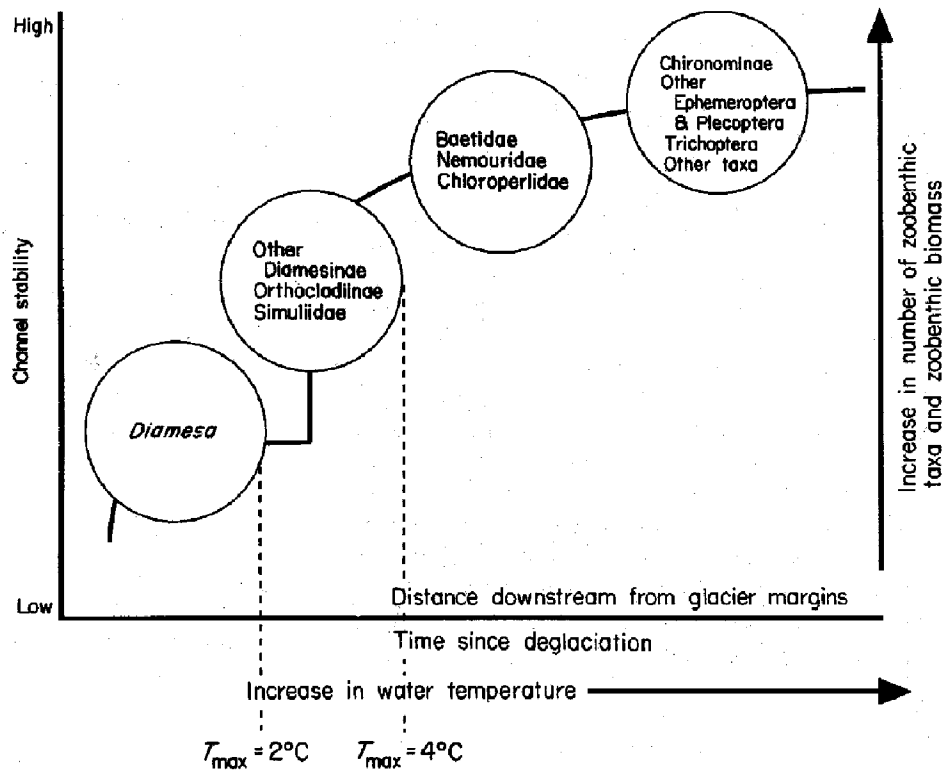 High
Channel stability
Low
Diamesa
Other
Diamesinae
Orthocladiinae
Simuliidae
Baetidae
Nemouridae
Chloroperlidae
Chironominae
Other
Ephemeroptera
& Plecoptera
Trichoptera
Other taxa
Increase in number of zoobenthic
taxa and zoobenthic biomass
Distance downstream from glacier margins
Time since deglaciation
Increase in water temperature
Tmax = 2°C
Tmax = 4°C